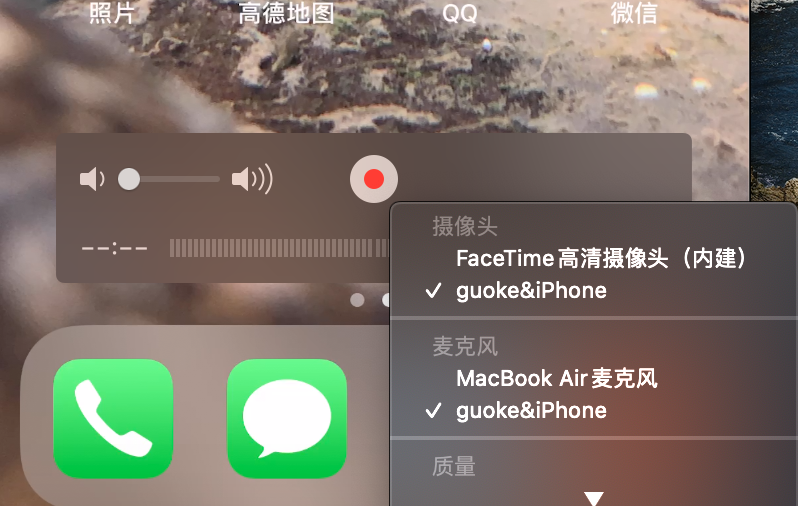 照片
高德地图
QQ
微信
--:--
摄像头
FaceTime高清摄像头（内建）
✓ guoke&iPhone
麦克风
MacBook Air麦克风
✓ guoke&iPhone
质量